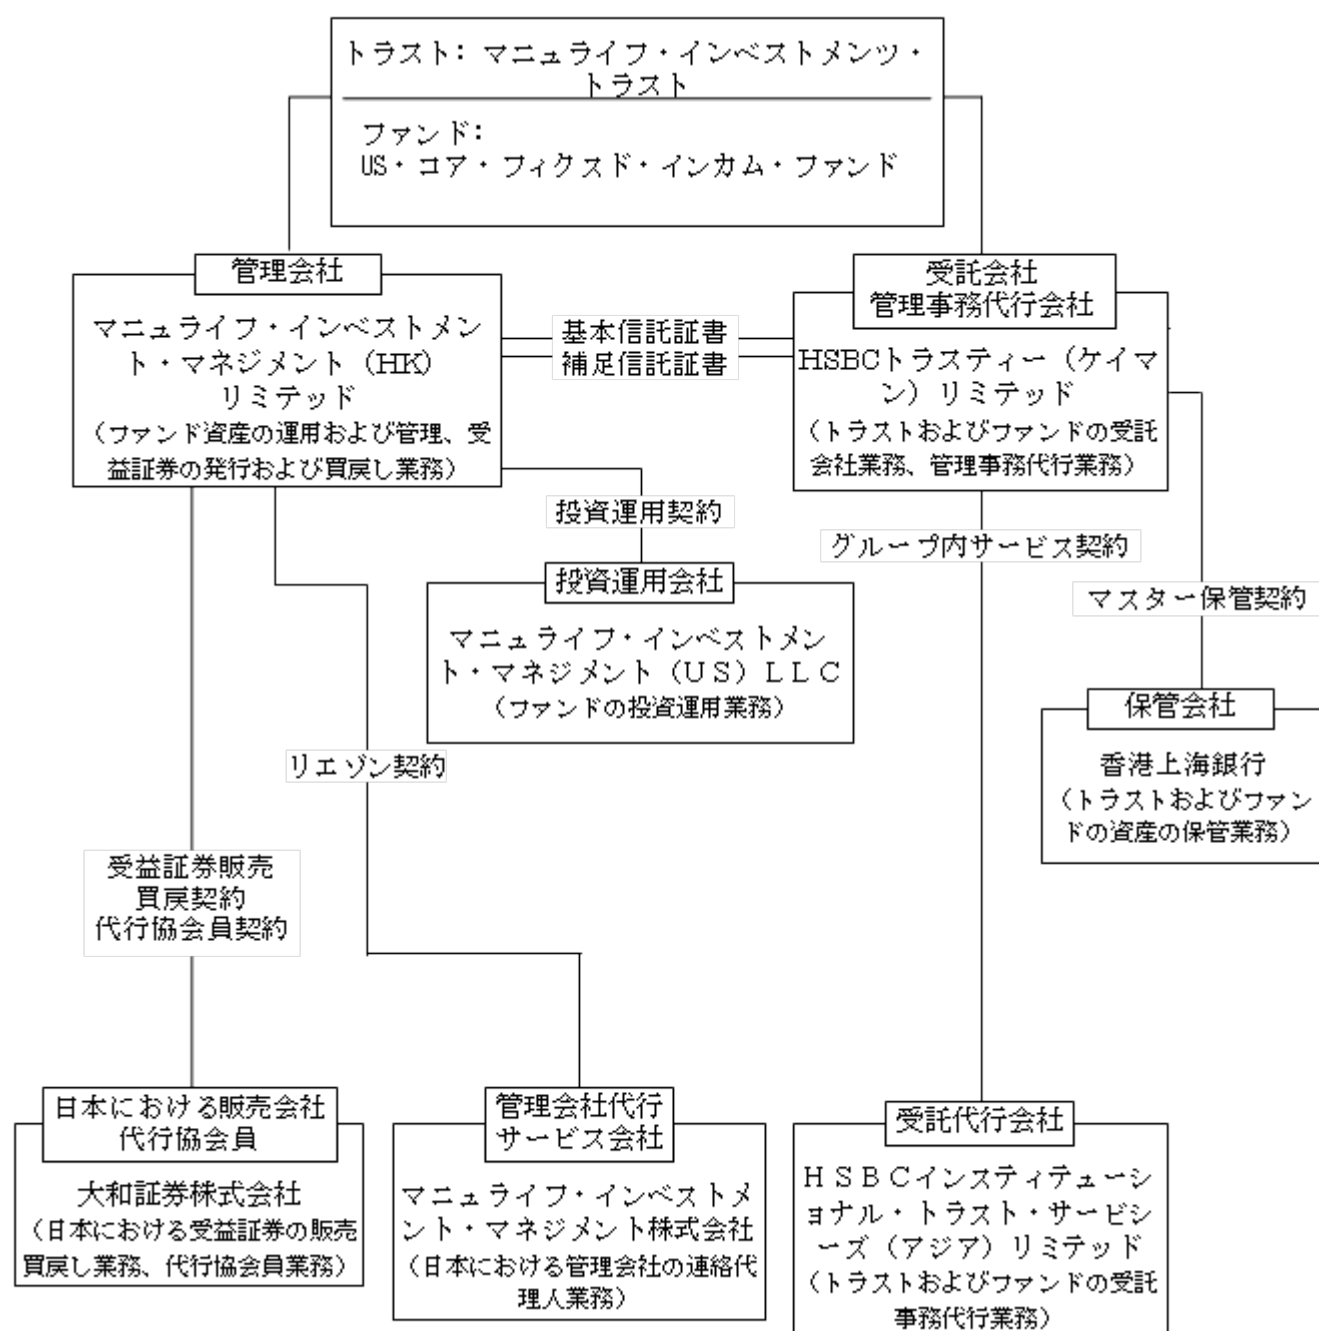 トラスト：マニュライフ・インベストメンツ・
トラスト
ファンド：
US・コア・フィクスド・インカム・ファンド
管理会社
マニュライフ・インベストメン
ト・マネジメント（HK）
リミテッド
（ファンド資産の運用および管理、受
益証券の発行および買戻し業務）
基本信託証書
補足信託証書
受託会社
管理事務代行会社
HSBCトラスティー（ケイマ
ン）リミテッド
（トラストおよびファンドの受託
会社業務、管理事務代行業務）
投資運用契約
グループ内サービス契約
マスター保管契約
投資運用会社
マニュライフ・インベストメン
ト・マネジメント（ＵＳ）ＬＬＣ
（ファンドの投資運用業務）
保管会社
香港上海銀行
（トラストおよびファン
ドの資産の保管業務）
リエゾン契約
受益証券販売
買戻契約
代行協会員契約
日本における販売会社
代行協会員
大和証券株式会社
（日本における受益証券の販売
買戻し業務、代行協会員業務）
管理会社代行
サービス会社
マニュライフ・インベストメ
ント・マネジメント株式会社
（日本における管理会社の連絡代
理人業務）
受託代行会社
ＨＳＢＣインスティテューシ
ョナル・トラスト・サービシ
ーズ（アジア）リミテッド
（トラストおよびファンドの受託
事務代行業務）